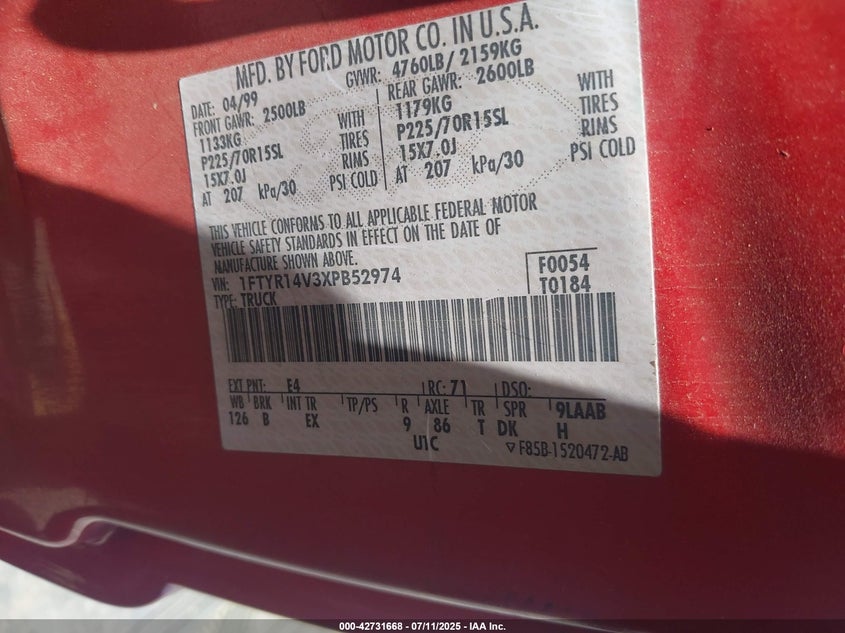 MFD. BY FORD MOTOR CO. IN U.S.A.
DATE: 04/99 GVWR: 4760LB/ 2159KG
FRONT GAWR: 2500LB REAR GAWR: 2600LB
1133KG WITH 1179KG WITH
P225/70R15SL TIRES P225/70R15SL TIRES
15X7.0J RIMS 15X7.0J RIMS
AT 207 kPa/30 PSI COLD AT 207 kPa/30 PSI COLD
THIS VEHICLE CONFORMS TO ALL APPLICABLE FEDERAL MOTOR
VEHICLE SAFETY STANDARDS IN EFFECT ON THE DATE OF
MANUFACTURE SHOWN ABOVE.
VIN: 1FTYR14V3XPB52974 F0054
TYPE: TRUCK T0184
EXT PNT: E4 RC: 71 DSO:
WB BRK INT TR TP/PS R AXLE TR SPR 9LAAB
126 B EX 9 86 T DK H
U1C F85B-1520472-AB
000-42731668 - 07/11/2025 - IAA Inc.